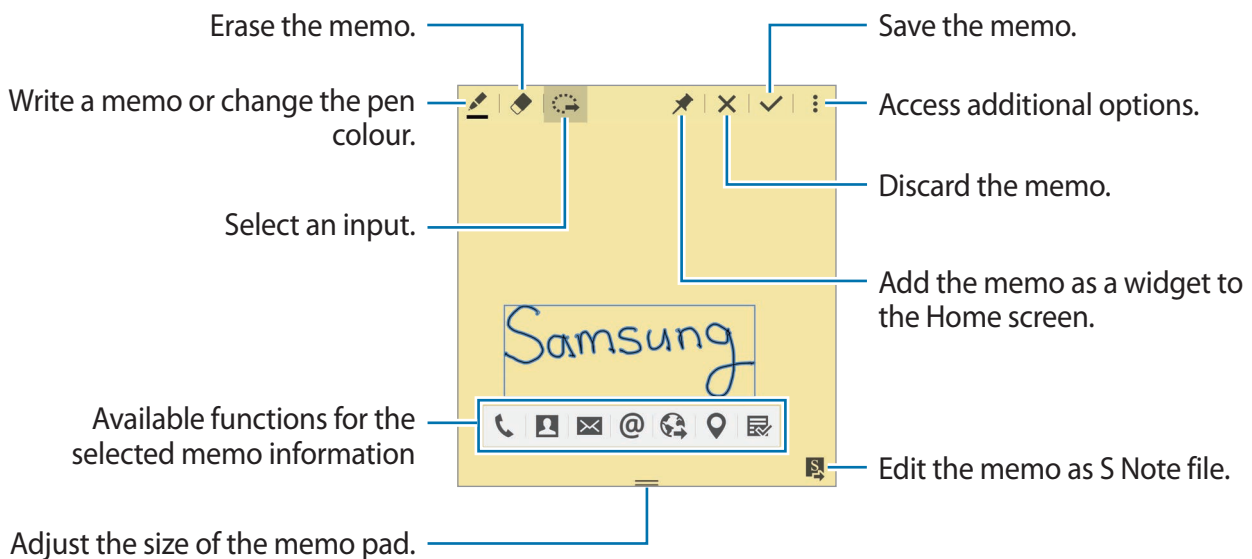 Erase the memo.
Save the memo.
Write a memo or change the pen
colour.
Access additional options.
Discard the memo.
Select an input.
Add the memo as a widget to
the Home screen.
Samsung
Available functions for the
selected memo information
@
S
Edit the memo as S Note file.
Adjust the size of the memo pad.